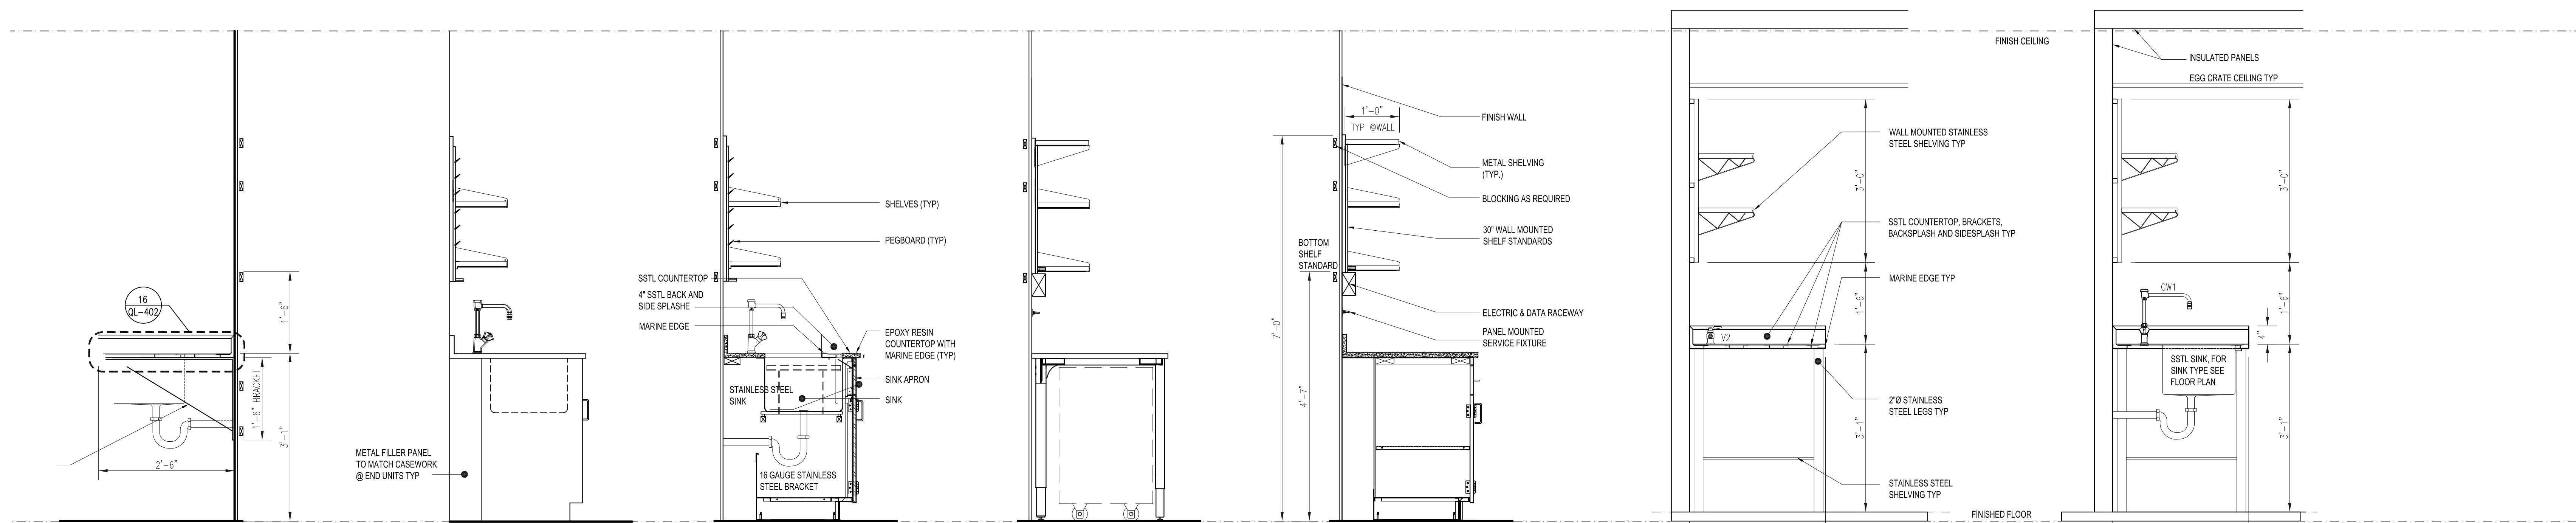 16
QL-402
1'-6"
1'-6" BRACKET
3'-1"
2'-6"
METAL FILLER PANEL
TO MATCH CASEWORK
@ END UNITS TYP
SHELVES (TYP)
PEGBOARD (TYP)
SSTL COUNTERTOP
4" SSTL BACK AND
SIDE SPLASHE
MARINE EDGE
EPOXY RESIN
COUNTERTOP WITH
MARINE EDGE (TYP)
SINK APRON
STAINLESS STEEL
SINK
SINK
16 GAUGE STAINLESS
STEEL BRACKET
1'-0"
TYP @WALL
FINISH WALL
METAL SHELVING
(TYP.)
BLOCKING AS REQUIRED
30" WALL MOUNTED
SHELF STANDARDS
BOTTOM
SHELF
STANDARD
7'-0"
4'-7"
ELECTRIC & DATA RACEWAY
PANEL MOUNTED
SERVICE FIXTURE
FINISH CEILING
WALL MOUNTED STAINLESS
STEEL SHELVING TYP
3'-0"
SSTL COUNTERTOP, BRACKETS,
BACKSPLASH AND SIDESPLASH TYP
MARINE EDGE TYP
1'-6"
V2
2"Ø STAINLESS
STEEL LEGS TYP
3'-1"
STAINLESS STEEL
SHELVING TYP
FINISHED FLOOR
INSULATED PANELS
EGG CRATE CEILING TYP
3'-0"
CW1
1'-6"
4"
SSTL SINK, FOR
SINK TYPE SEE
FLOOR PLAN
3'-1"